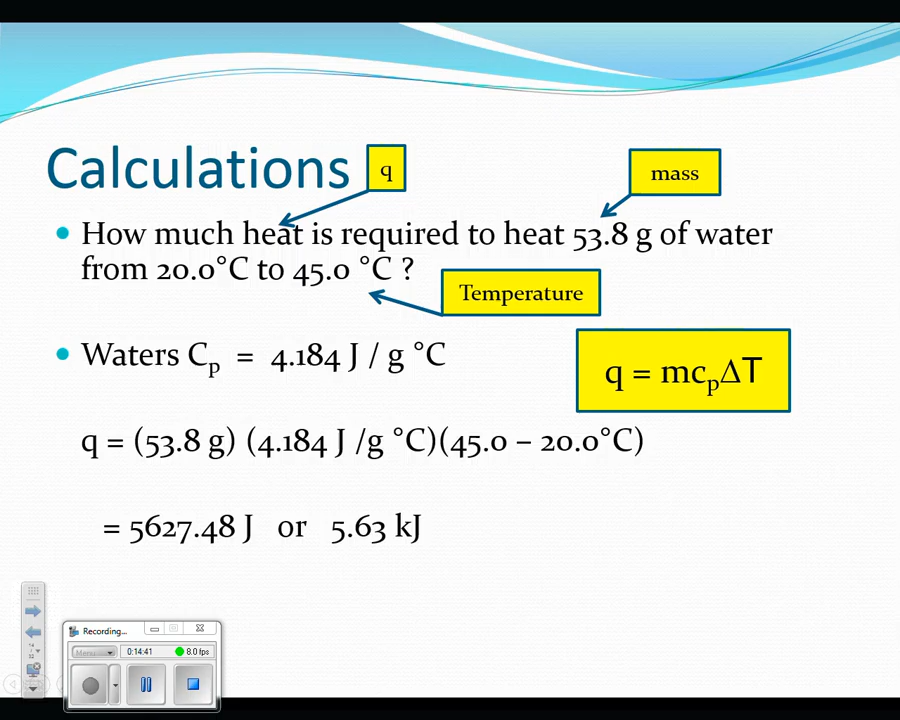 Calculations
q
mass
How much heat is required to heat 53.8 g of water
from 20.0°C to 45.0 °C ?
Temperature
Waters Cp = 4.184 J / g °C
q = mcpΔT
q = (53.8 g) (4.184 J /g °C)(45.0 – 20.0°C)
= 5627.48 J or 5.63 kJ
Recording...
Menu
0:14:41
8.0 fps